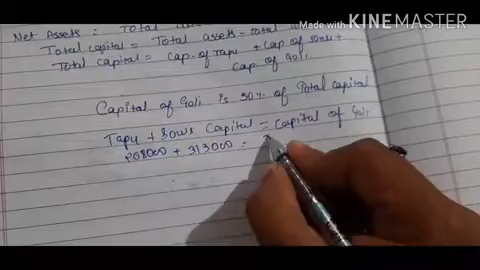 Net Assets = Total
Made with KINEMASTER
Total capital = Total assets - Total
Total capital = Cap. of Tapu + Cap of Sonu +
Cap. of Goli.
Capital of Goli is 50% of Total Capital
Tapu + Sonu's Capital = Capital of Goli
208000 + 313000 =